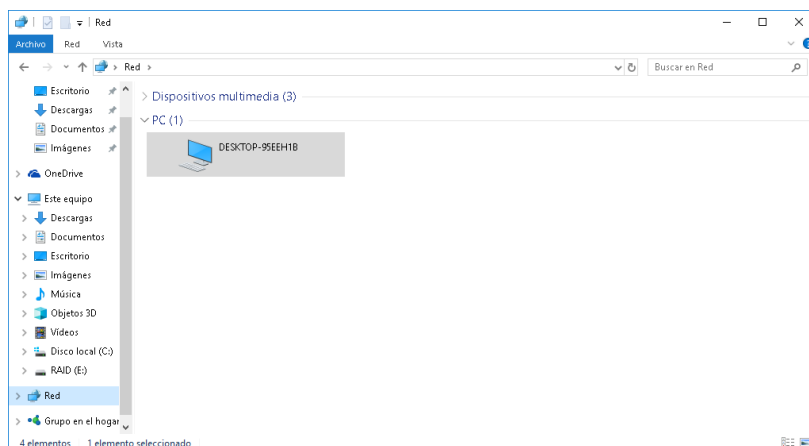 Red
Archivo Red Vista
Red
Buscar en Red
Escritorio
Descargas
Documentos
Imágenes
OneDrive
Este equipo
Descargas
Documentos
Escritorio
Imágenes
Música
Objetos 3D
Vídeos
Disco local (C:)
RAID (E:)
Red
Grupo en el hogar
Dispositivos multimedia (3)
PC (1)
DESKTOP-95EEH1B
4 elementos 1 elemento seleccionado